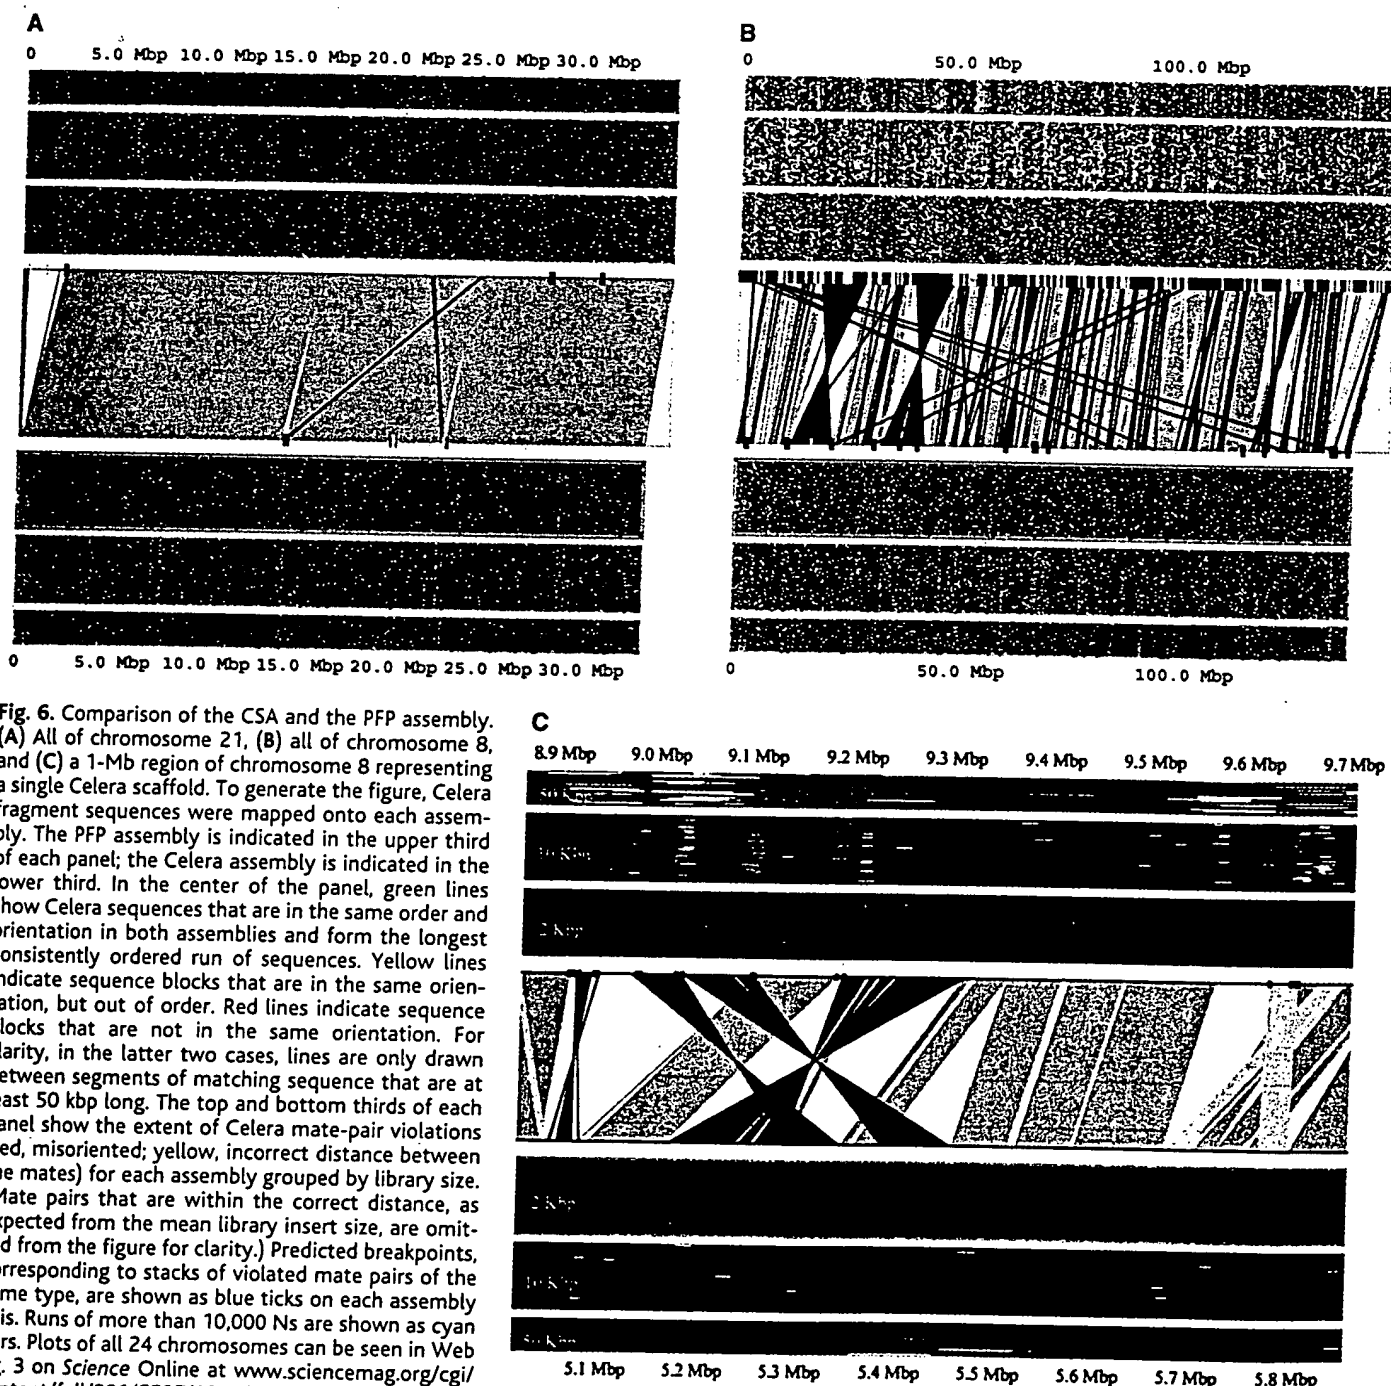 A
0 5.0 Mbp 10.0 Mbp 15.0 Mbp 20.0 Mbp 25.0 Mbp 30.0 Mbp
0 5.0 Mbp 10.0 Mbp 15.0 Mbp 20.0 Mbp 25.0 Mbp 30.0 Mbp
B
0 50.0 Mbp 100.0 Mbp
0 50.0 Mbp 100.0 Mbp
Fig. 6. Comparison of the CSA and the PFP assembly.
(A) All of chromosome 21, (B) all of chromosome 8,
and (C) a 1-Mb region of chromosome 8 representing
a single Celera scaffold. To generate the figure, Celera
fragment sequences were mapped onto each assem-
bly. The PFP assembly is indicated in the upper third
of each panel; the Celera assembly is indicated in the
ower third. In the center of the panel, green lines
how Celera sequences that are in the same order and
orientation in both assemblies and form the longest
onsistently ordered run of sequences. Yellow lines
ndicate sequence blocks that are in the same orien-
ation, but out of order. Red lines indicate sequence
locks that are not in the same orientation. For
larity, in the latter two cases, lines are only drawn
etween segments of matching sequence that are at
east 50 kbp long. The top and bottom thirds of each
anel show the extent of Celera mate-pair violations
ed, misoriented; yellow, incorrect distance between
e mates) for each assembly grouped by library size.
Mate pairs that are within the correct distance, as
xpected from the mean library insert size, are omit-
d from the figure for clarity.) Predicted breakpoints,
orresponding to stacks of violated mate pairs of the
me type, are shown as blue ticks on each assembly
is. Runs of more than 10,000 Ns are shown as cyan
rs. Plots of all 24 chromosomes can be seen in Web
g. 3 on Science Online at www.sciencemag.org/cgi/
C
8.9 Mbp 9.0 Mbp 9.1 Mbp 9.2 Mbp 9.3 Mbp 9.4 Mbp 9.5 Mbp 9.6 Mbp 9.7 Mbp
50 Kbp
10 Kbp
2 Kbp
2 Kbp
10 Kbp
50 Kbp
5.1 Mbp 5.2 Mbp 5.3 Mbp 5.4 Mbp 5.5 Mbp 5.6 Mbp 5.7 Mbp 5.8 Mbp